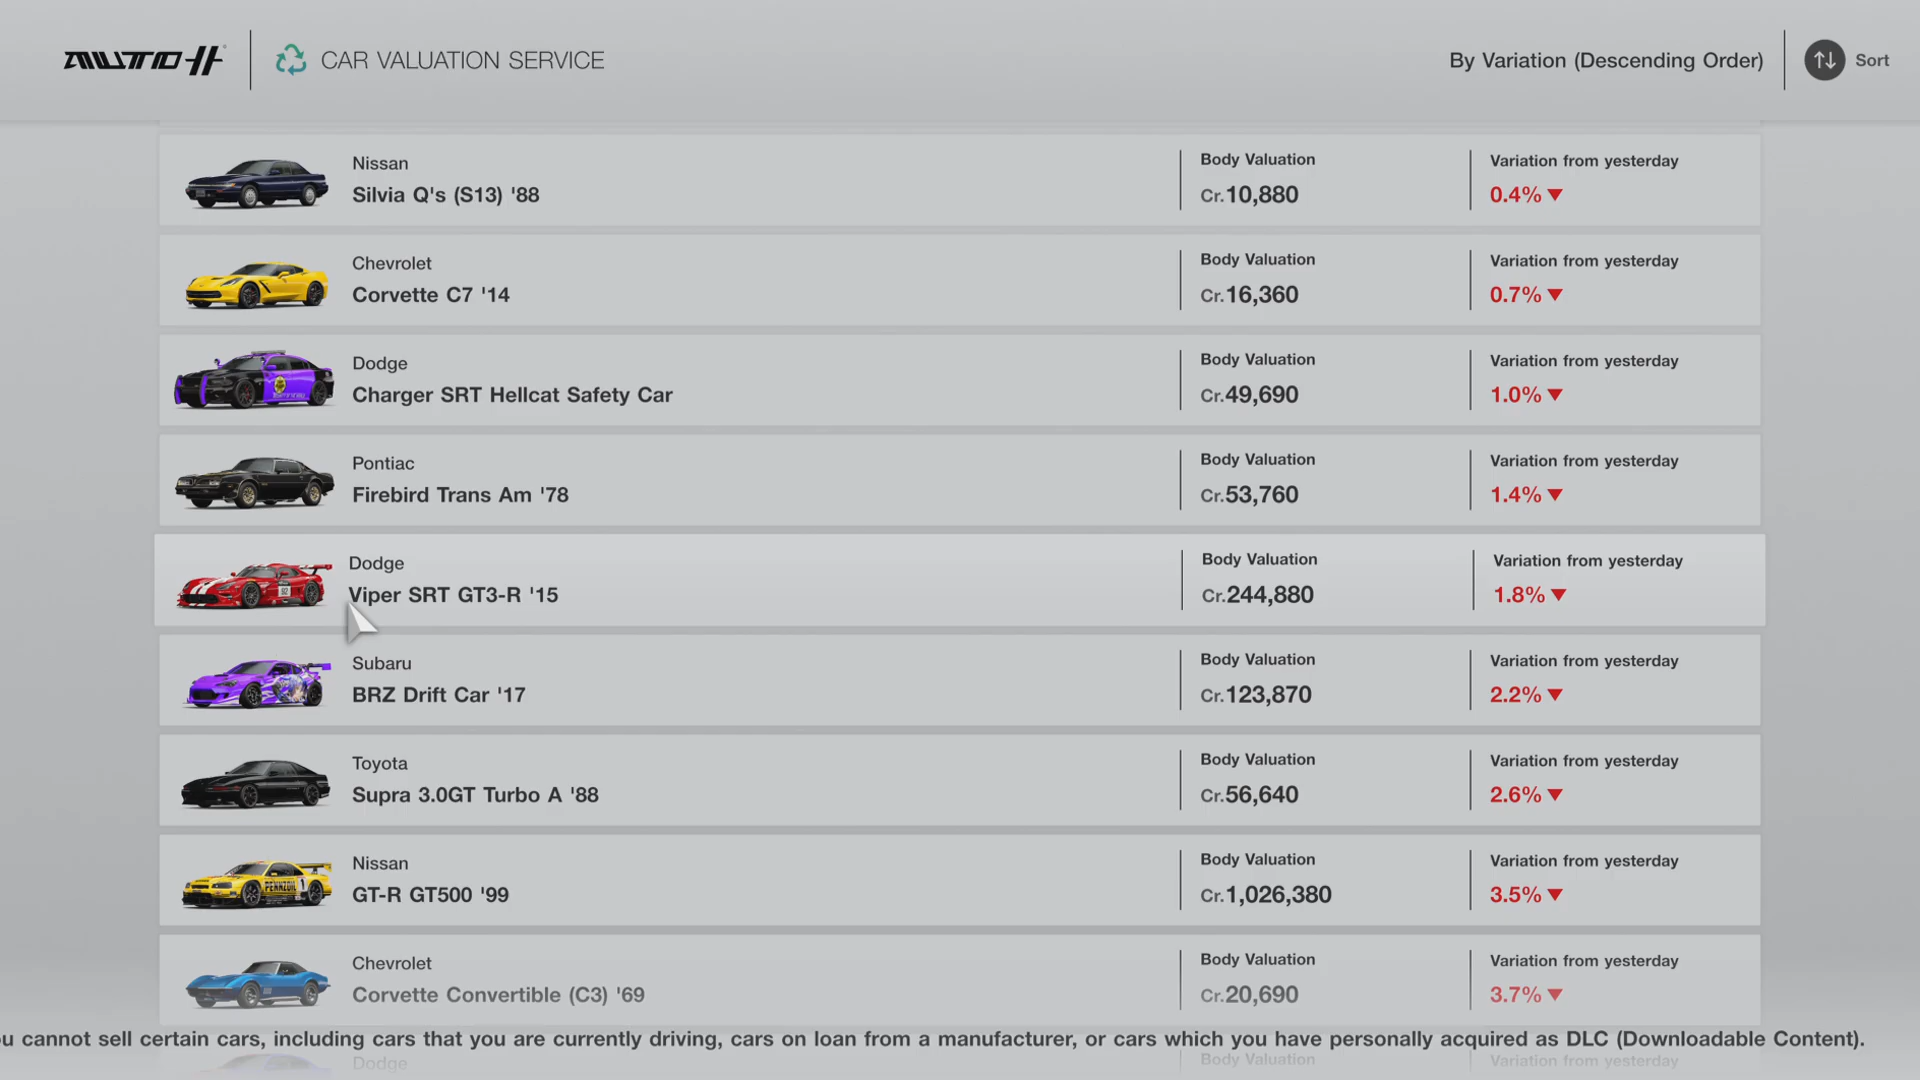 AUTO
CAR VALUATION SERVICE
By Variation (Descending Order)
Sort
Nissan
Silvia Q's (S13) '88
Body Valuation
Cr.10,880
Variation from yesterday
0.4% ▼
Chevrolet
Corvette C7 '14
Body Valuation
Cr.16,360
Variation from yesterday
0.7% ▼
Dodge
Charger SRT Hellcat Safety Car
Body Valuation
Cr.49,690
Variation from yesterday
1.0% ▼
Pontiac
Firebird Trans Am '78
Body Valuation
Cr.53,760
Variation from yesterday
1.4% ▼
Dodge
Viper SRT GT3-R '15
Body Valuation
Cr.244,880
Variation from yesterday
1.8% ▼
Subaru
BRZ Drift Car '17
Body Valuation
Cr.123,870
Variation from yesterday
2.2% ▼
Toyota
Supra 3.0GT Turbo A '88
Body Valuation
Cr.56,640
Variation from yesterday
2.6% ▼
PENNZOIL
Nissan
GT-R GT500 '99
Body Valuation
Cr.1,026,380
Variation from yesterday
3.5% ▼
Chevrolet
Corvette Convertible (C3) '69
Body Valuation
Cr.20,690
Variation from yesterday
3.7% ▼
u cannot sell certain cars, including cars that you are currently driving, cars on loan from a manufacturer, or cars which you have personally acquired as DLC (Downloadable Content).
Dodge
Body Valuation
Variation from yesterday